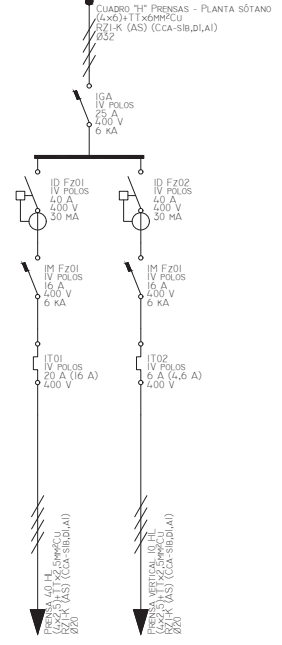 CUADRO "H" PRENSAS - PLANTA SÓTANO
(4x6)+TTx6MM²CU
RZ1-K (AS) (CCA-S1B,D1,A1)
Ø32
IGA
IV POLOS
25 A
400 V
6 KA
ID FZ01
IV POLOS
40 A
400 V
30 MA
ID FZ02
IV POLOS
40 A
400 V
30 MA
IM FZ01
IV POLOS
16 A
400 V
6 KA
IM FZ01
IV POLOS
16 A
400 V
6 KA
IT01
IV POLOS
20 A (16 A)
400 V
IT02
IV POLOS
6 A (4,6 A)
400 V
PRENSA 40 HL
(4x2,5)+TTx2,5MM²CU
RZ1-K (AS) (CCA-S1B,D1,A1)
Ø20
PRENSA VERTICAL 10 HL
(4x2,5)+TTx2,5MM²CU
RZ1-K (AS) (CCA-S1B,D1,A1)
Ø20